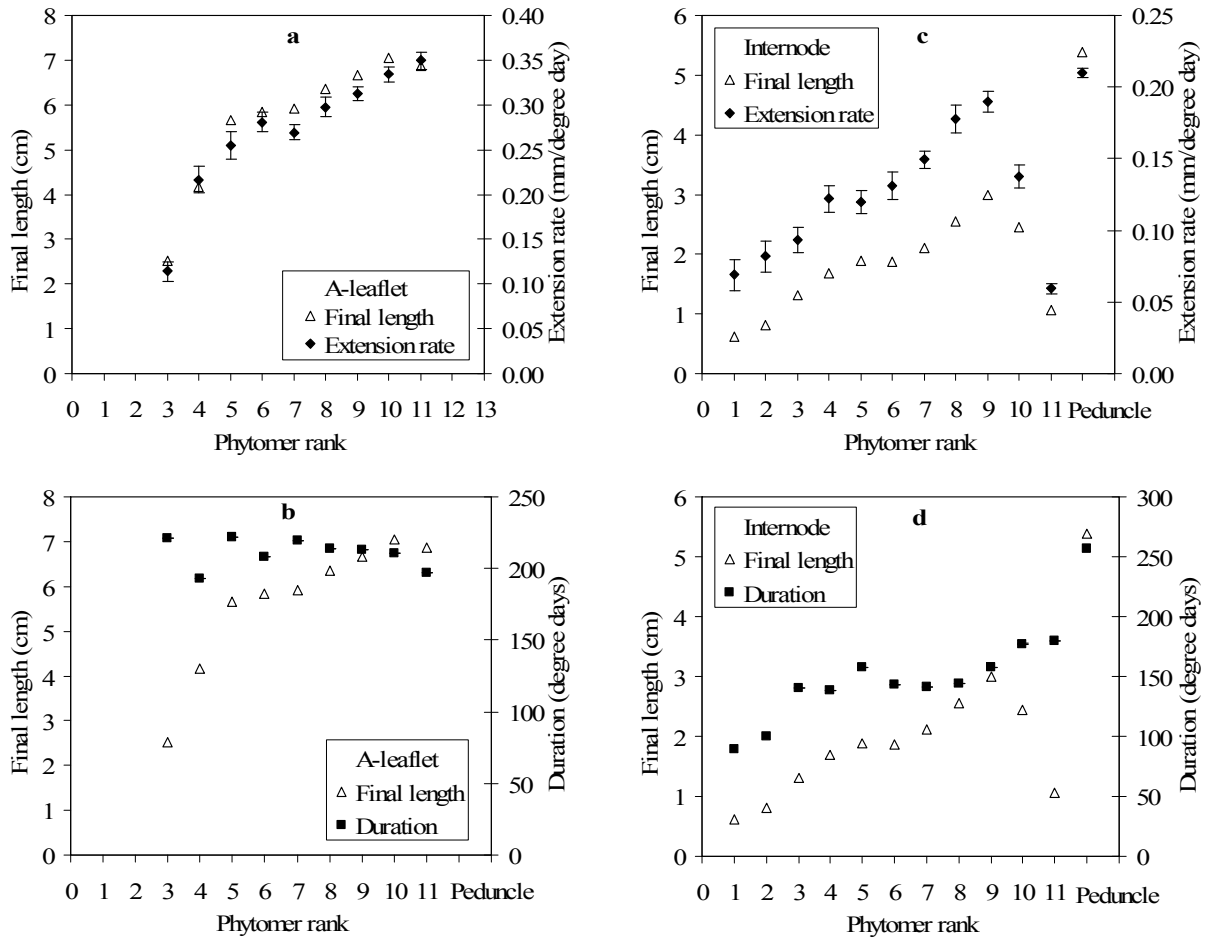 a
8
7
6
5
4
3
2
1
0
Final length (cm)
0.40
0.35
0.30
0.25
0.20
0.15
0.10
0.05
0.00
Extension rate (mm/degree day)
A-leaflet
Final length
Extension rate
0 1 2 3 4 5 6 7 8 9 10 11 12 13
Phytomer rank
c
6
5
4
3
2
1
0
Final length (cm)
0.25
0.20
0.15
0.10
0.05
0.00
Extension rate (mm/degree day)
Internode
Final length
Extension rate
0 1 2 3 4 5 6 7 8 9 10 11 Peduncle
Phytomer rank
b
8
7
6
5
4
3
2
1
0
Final length (cm)
250
200
150
100
50
0
Duration (degree days)
A-leaflet
Final length
Duration
0 1 2 3 4 5 6 7 8 9 10 11 Peduncle
Phytomer rank
d
6
5
4
3
2
1
0
Final length (cm)
300
250
200
150
100
50
0
Duration (degree days)
Internode
Final length
Duration
0 1 2 3 4 5 6 7 8 9 10 11 Peduncle
Phytomer rank